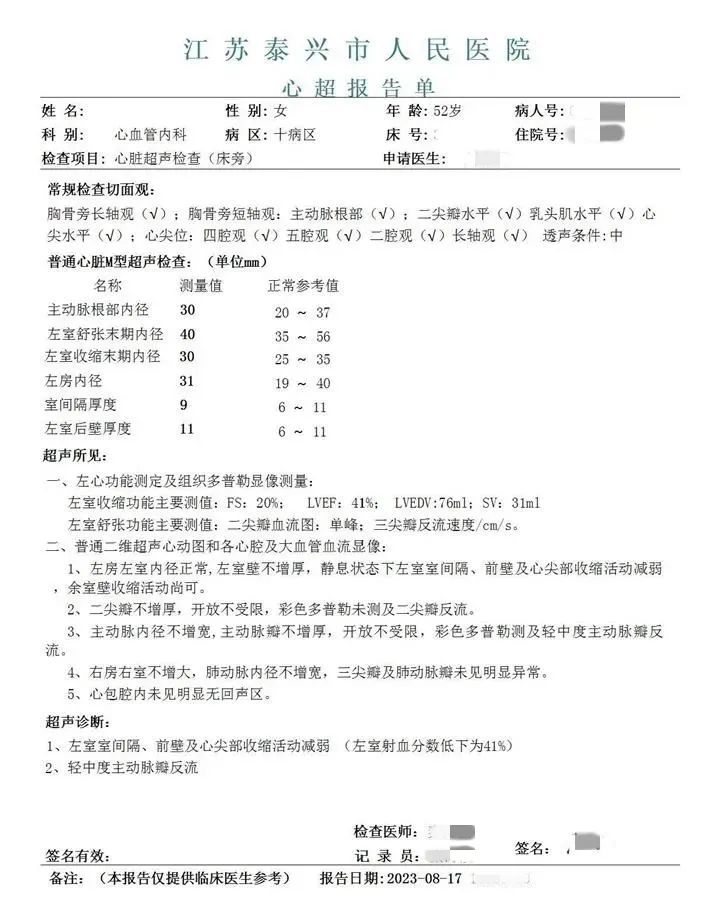 江苏泰兴市人民医院
心超报告单
姓 名: 性 别:女 年 龄:52岁 病人号:
科 别: 心血管内科 病 区:十病区 床 号: 住院号:
检查项目: 心脏超声检查(床旁) 申请医生:
常规检查切面观:
胸骨旁长轴观(√);胸骨旁短轴观:主动脉根部(√);二尖瓣水平(√)乳头肌水平(√)心
尖水平(√);心尖位:四腔观(√)五腔观(√)二腔观(√)长轴观(√) 透声条件:中
普通心脏M型超声检查:(单位mm)
名称 测量值 正常参考值
主动脉根部内径 30 20 ~ 37
左室舒张末期内径 40 35 ~ 56
左室收缩末期内径 30 25 ~ 35
左房内径 31 19 ~ 40
室间隔厚度 9 6 ~ 11
左室后壁厚度 11 6 ~ 11
超声所见:
一、左心功能测定及组织多普勒显像测量:
左室收缩功能主要测值:FS:20%; LVEF:41%; LVEDV:76ml;SV:31ml
左室舒张功能主要测值:二尖瓣血流图:单峰;三尖瓣反流速度/cm/s。
二、普通二维超声心动图和各心腔及大血管血流显像:
1、左房左室内径正常,左室壁不增厚,静息状态下左室室间隔、前壁及心尖部收缩活动减弱
,余室壁收缩活动尚可。
2、二尖瓣不增厚,开放不受限,彩色多普勒未测及二尖瓣反流。
3、主动脉内径不增宽,主动脉瓣不增厚,开放不受限,彩色多普勒测及轻中度主动脉瓣反
流。
4、右房右室不增大,肺动脉内径不增宽,三尖瓣及肺动脉瓣未见明显异常。
5、心包腔内未见明显无回声区。
超声诊断:
1、左室室间隔、前壁及心尖部收缩活动减弱 (左室射血分数低下为41%)
2、轻中度主动脉瓣反流
检查医师:
签名有效: 记 录 员: 签名:
备注:(本报告仅提供临床医生参考) 报告日期:2023-08-17